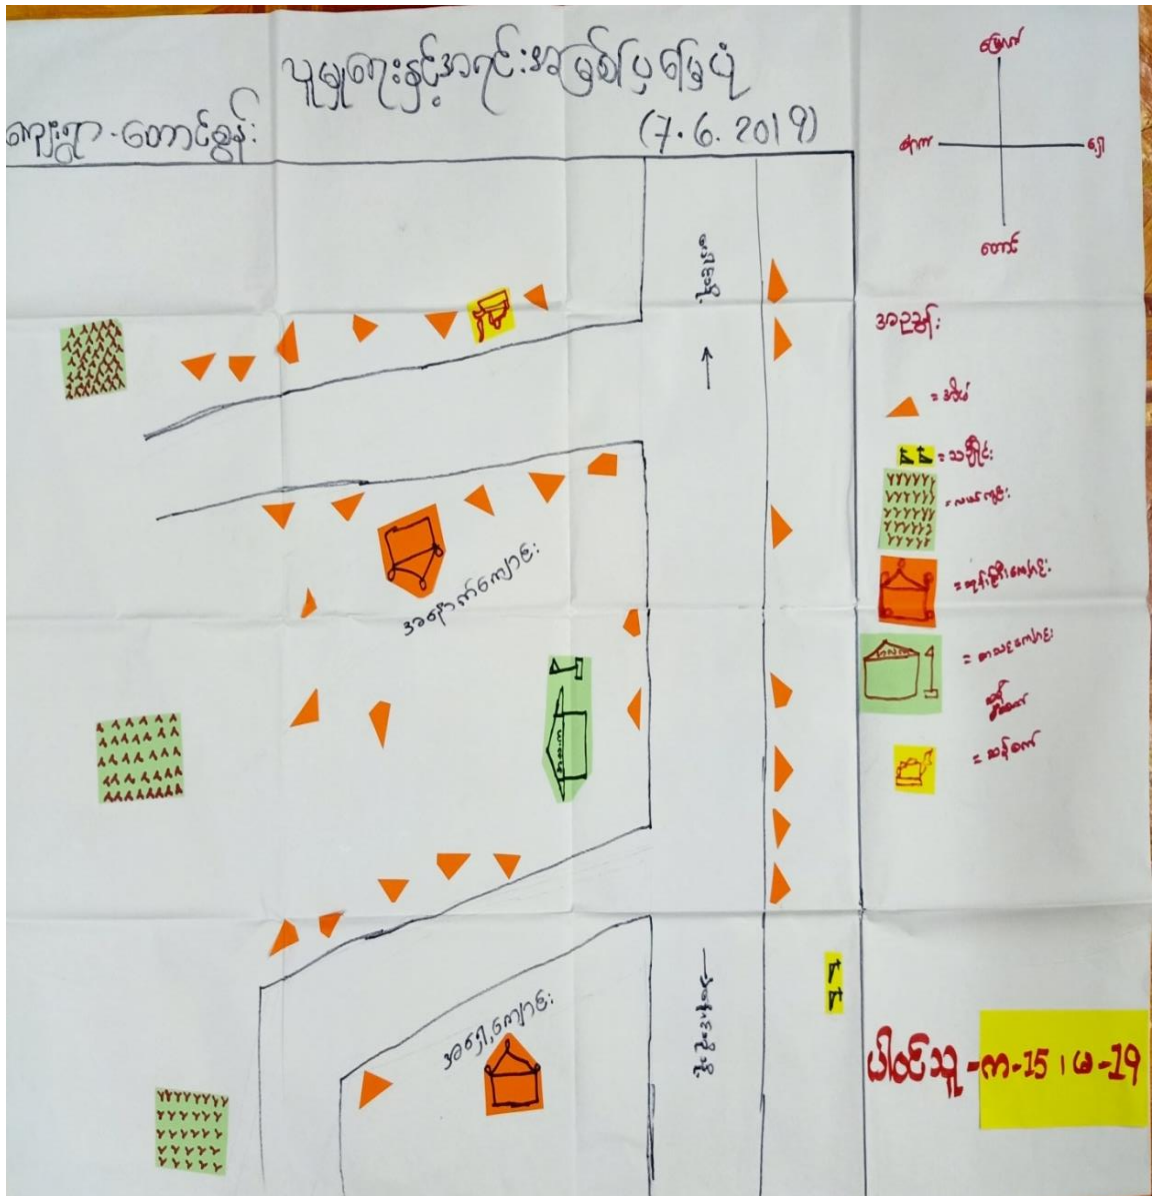 လူမှုရေးနှင့်အရင်းအမြစ်ပြမြေပုံ
ကျေးရွာ-တောင်စွန်း
(7.6.2019)
မြောက်
အရှေ့
တောင်
အညွှန်း
= အိမ်
= သင်္ချိုင်း
= လယ်ကွင်း
= ဘုန်းကြီးကျောင်း
= စာသင်ကျောင်း
= ဆန်စက်
အနောက်ကျောင်း
အရှေ့ကျောင်း
ပါဝင်သူ-က-15၊ မ-19